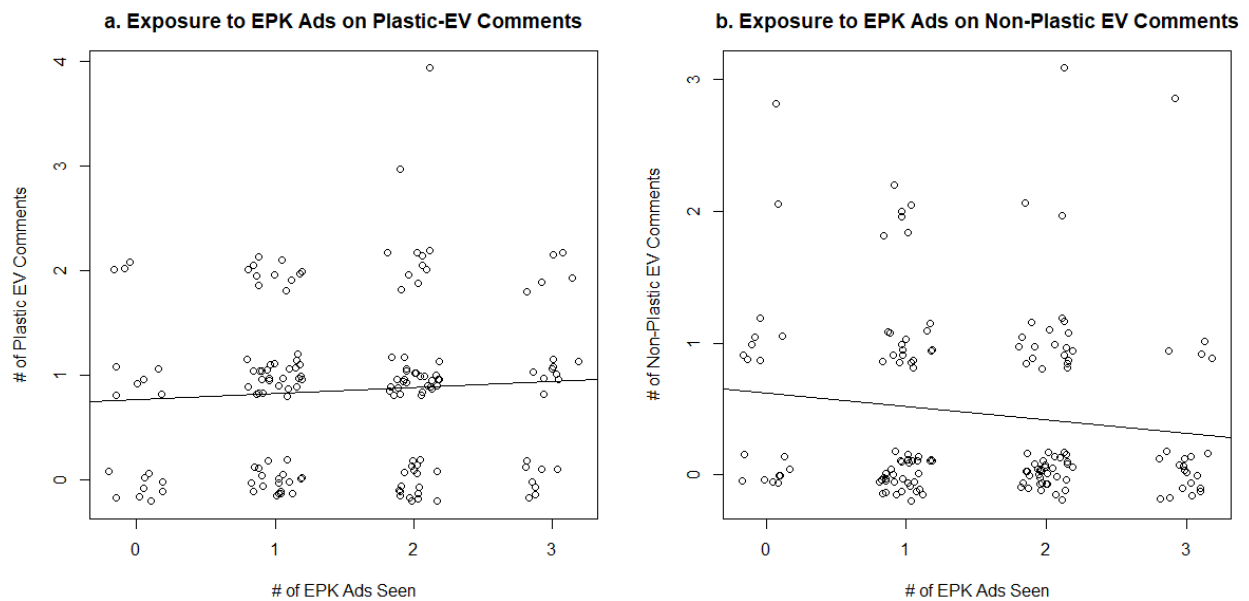 a. Exposure to EPK Ads on Plastic-EV Comments
# of Plastic EV Comments
4
3
2
1
0
0 1 2 3
# of EPK Ads Seen
b. Exposure to EPK Ads on Non-Plastic EV Comments
# of Non-Plastic EV Comments
3
2
1
0
0 1 2 3
# of EPK Ads Seen